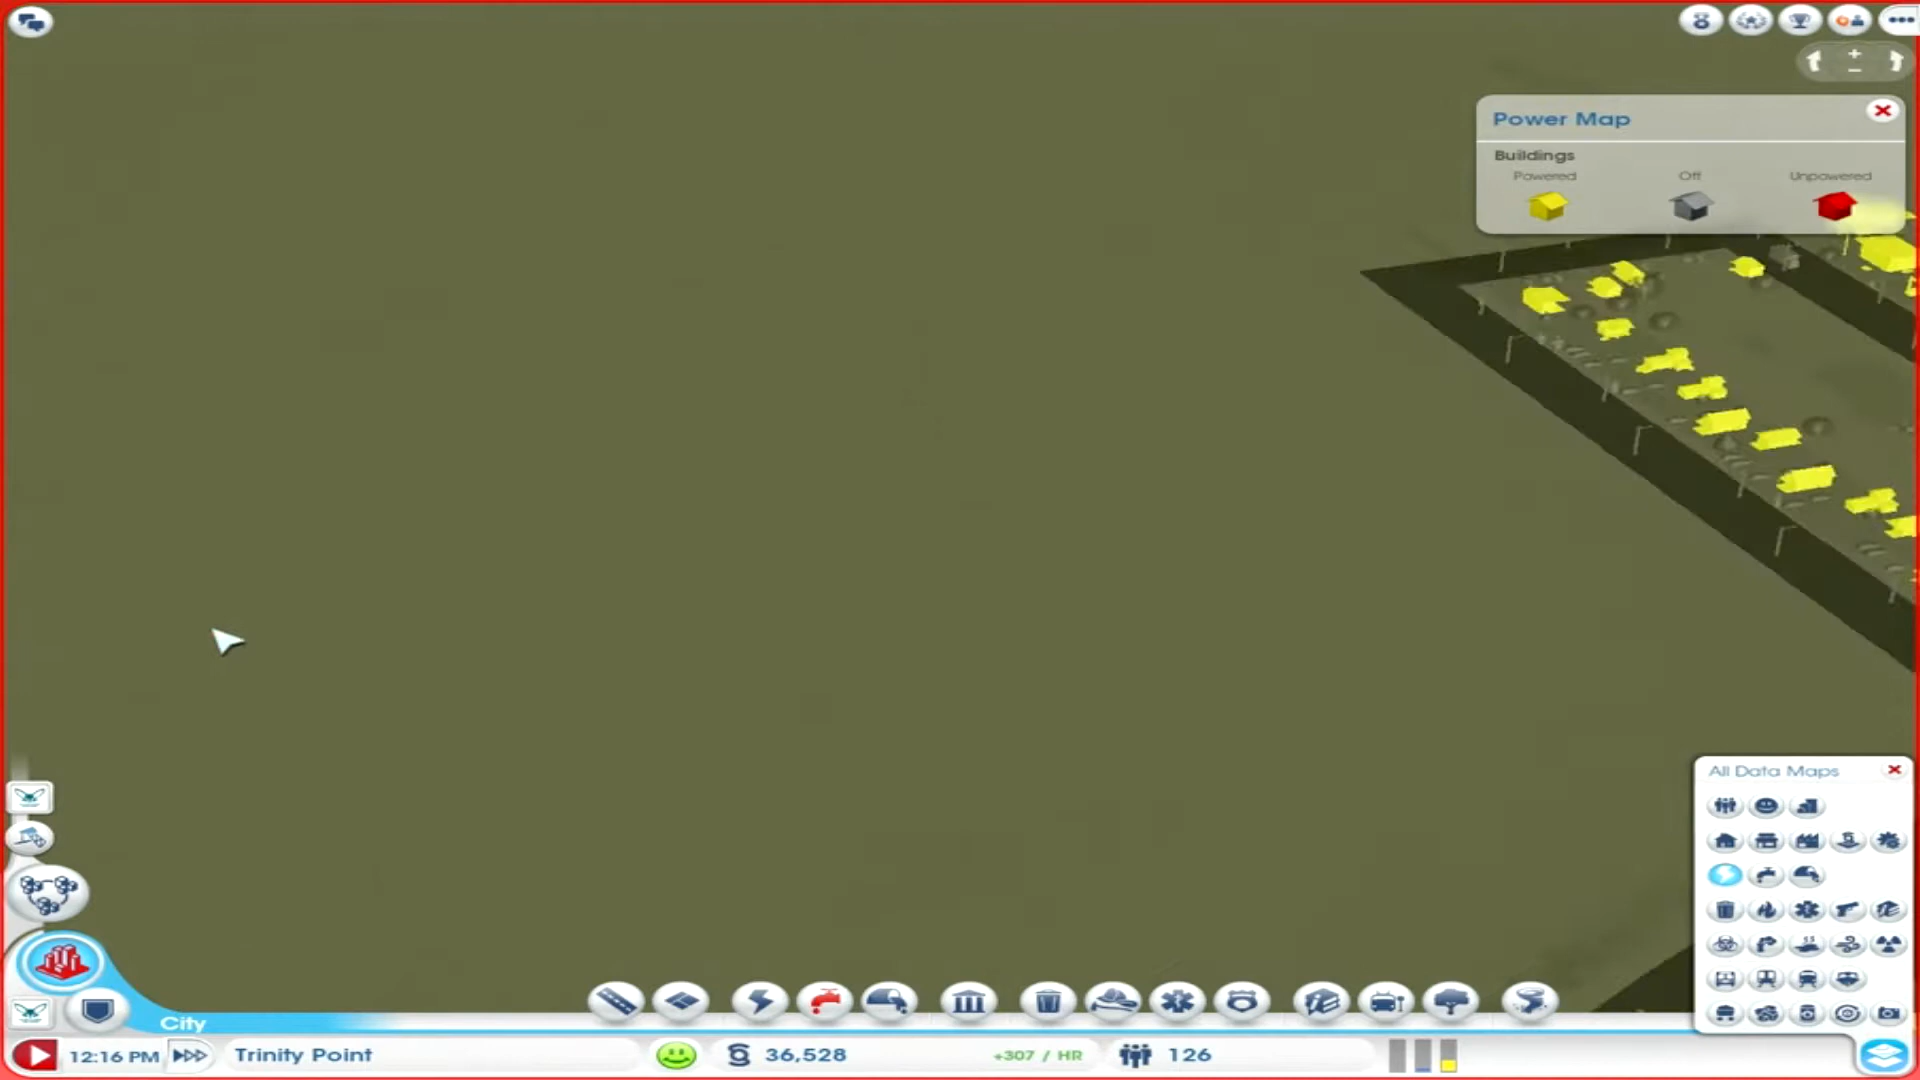 Power Map
Buildings
Powered Off Unpowered
All Data Maps
City
12:16 PM Trinity Point 36,528 +307 / HR 126